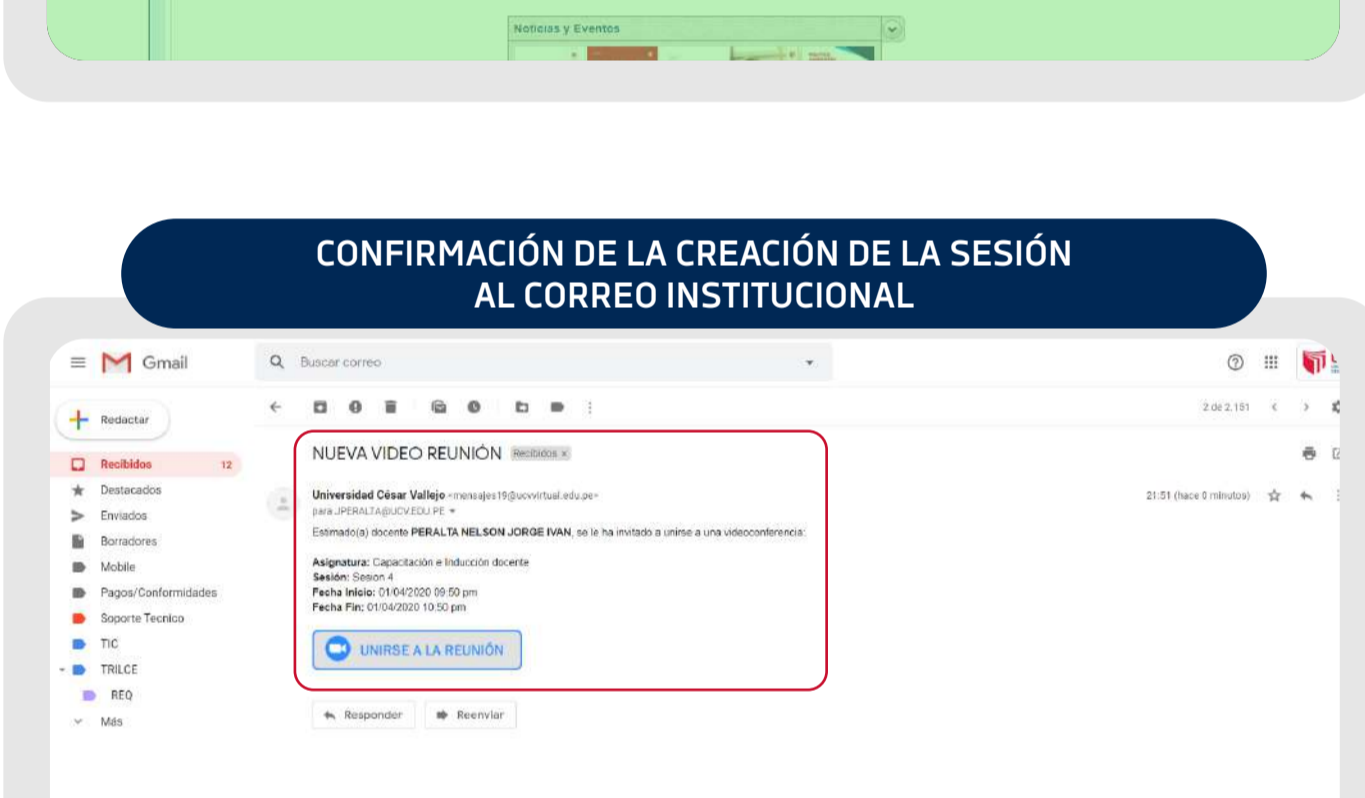 Noticias y Eventos
CONFIRMACIÓN DE LA CREACIÓN DE LA SESIÓN
AL CORREO INSTITUCIONAL
Gmail
Buscar correo
Redactar
2 de 2.151
Recibidos 12
Destacados
Enviados
Borradores
Mobile
Pagos/Conformidades
Soporte Tecnico
TIC
TRILCE
REQ
Más
NUEVA VIDEO REUNIÓN Recibidos x
Universidad César Vallejo <mensajes19@ucvvirtual.edu.pe>
21:51 (hace 0 minutos)
para JPERALTA@UCV.EDU.PE
Estimado(a) docente PERALTA NELSON JORGE IVAN, se le ha invitado a unirse a una videoconferencia:
Asignatura: Capacitación e Inducción docente
Sesión: Sesion 4
Fecha Inicio: 01/04/2020 09:50 pm
Fecha Fin: 01/04/2020 10:50 pm
UNIRSE A LA REUNIÓN
Responder
Reenviar